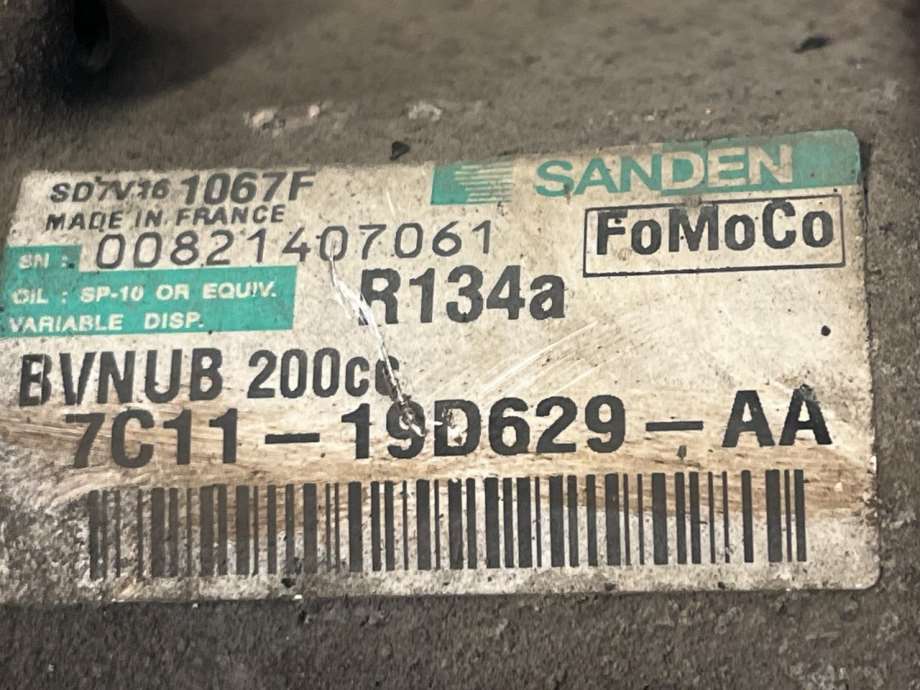 SD7V16 1067F
SANDEN
MADE IN FRANCE
FoMoCo
SN : 00821407061
OIL : SP-10 OR EQUIV.
R134a
VARIABLE DISP.
BVNUB 200cc
7C11-19D629-AA